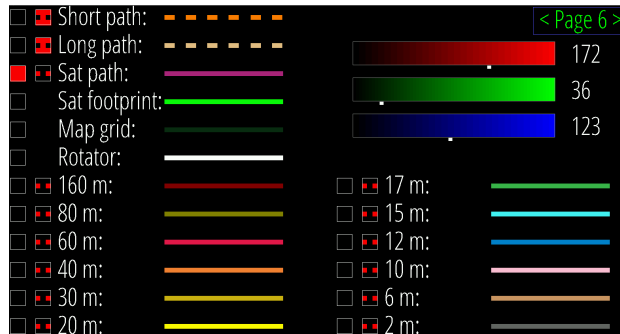 Short path:
< Page 6 >
Long path:
172
Sat path:
Sat footprint:
36
Map grid:
123
Rotator:
160 m:
17 m:
80 m:
15 m:
60 m:
12 m:
40 m:
10 m:
30 m:
6 m:
20 m:
2 m: